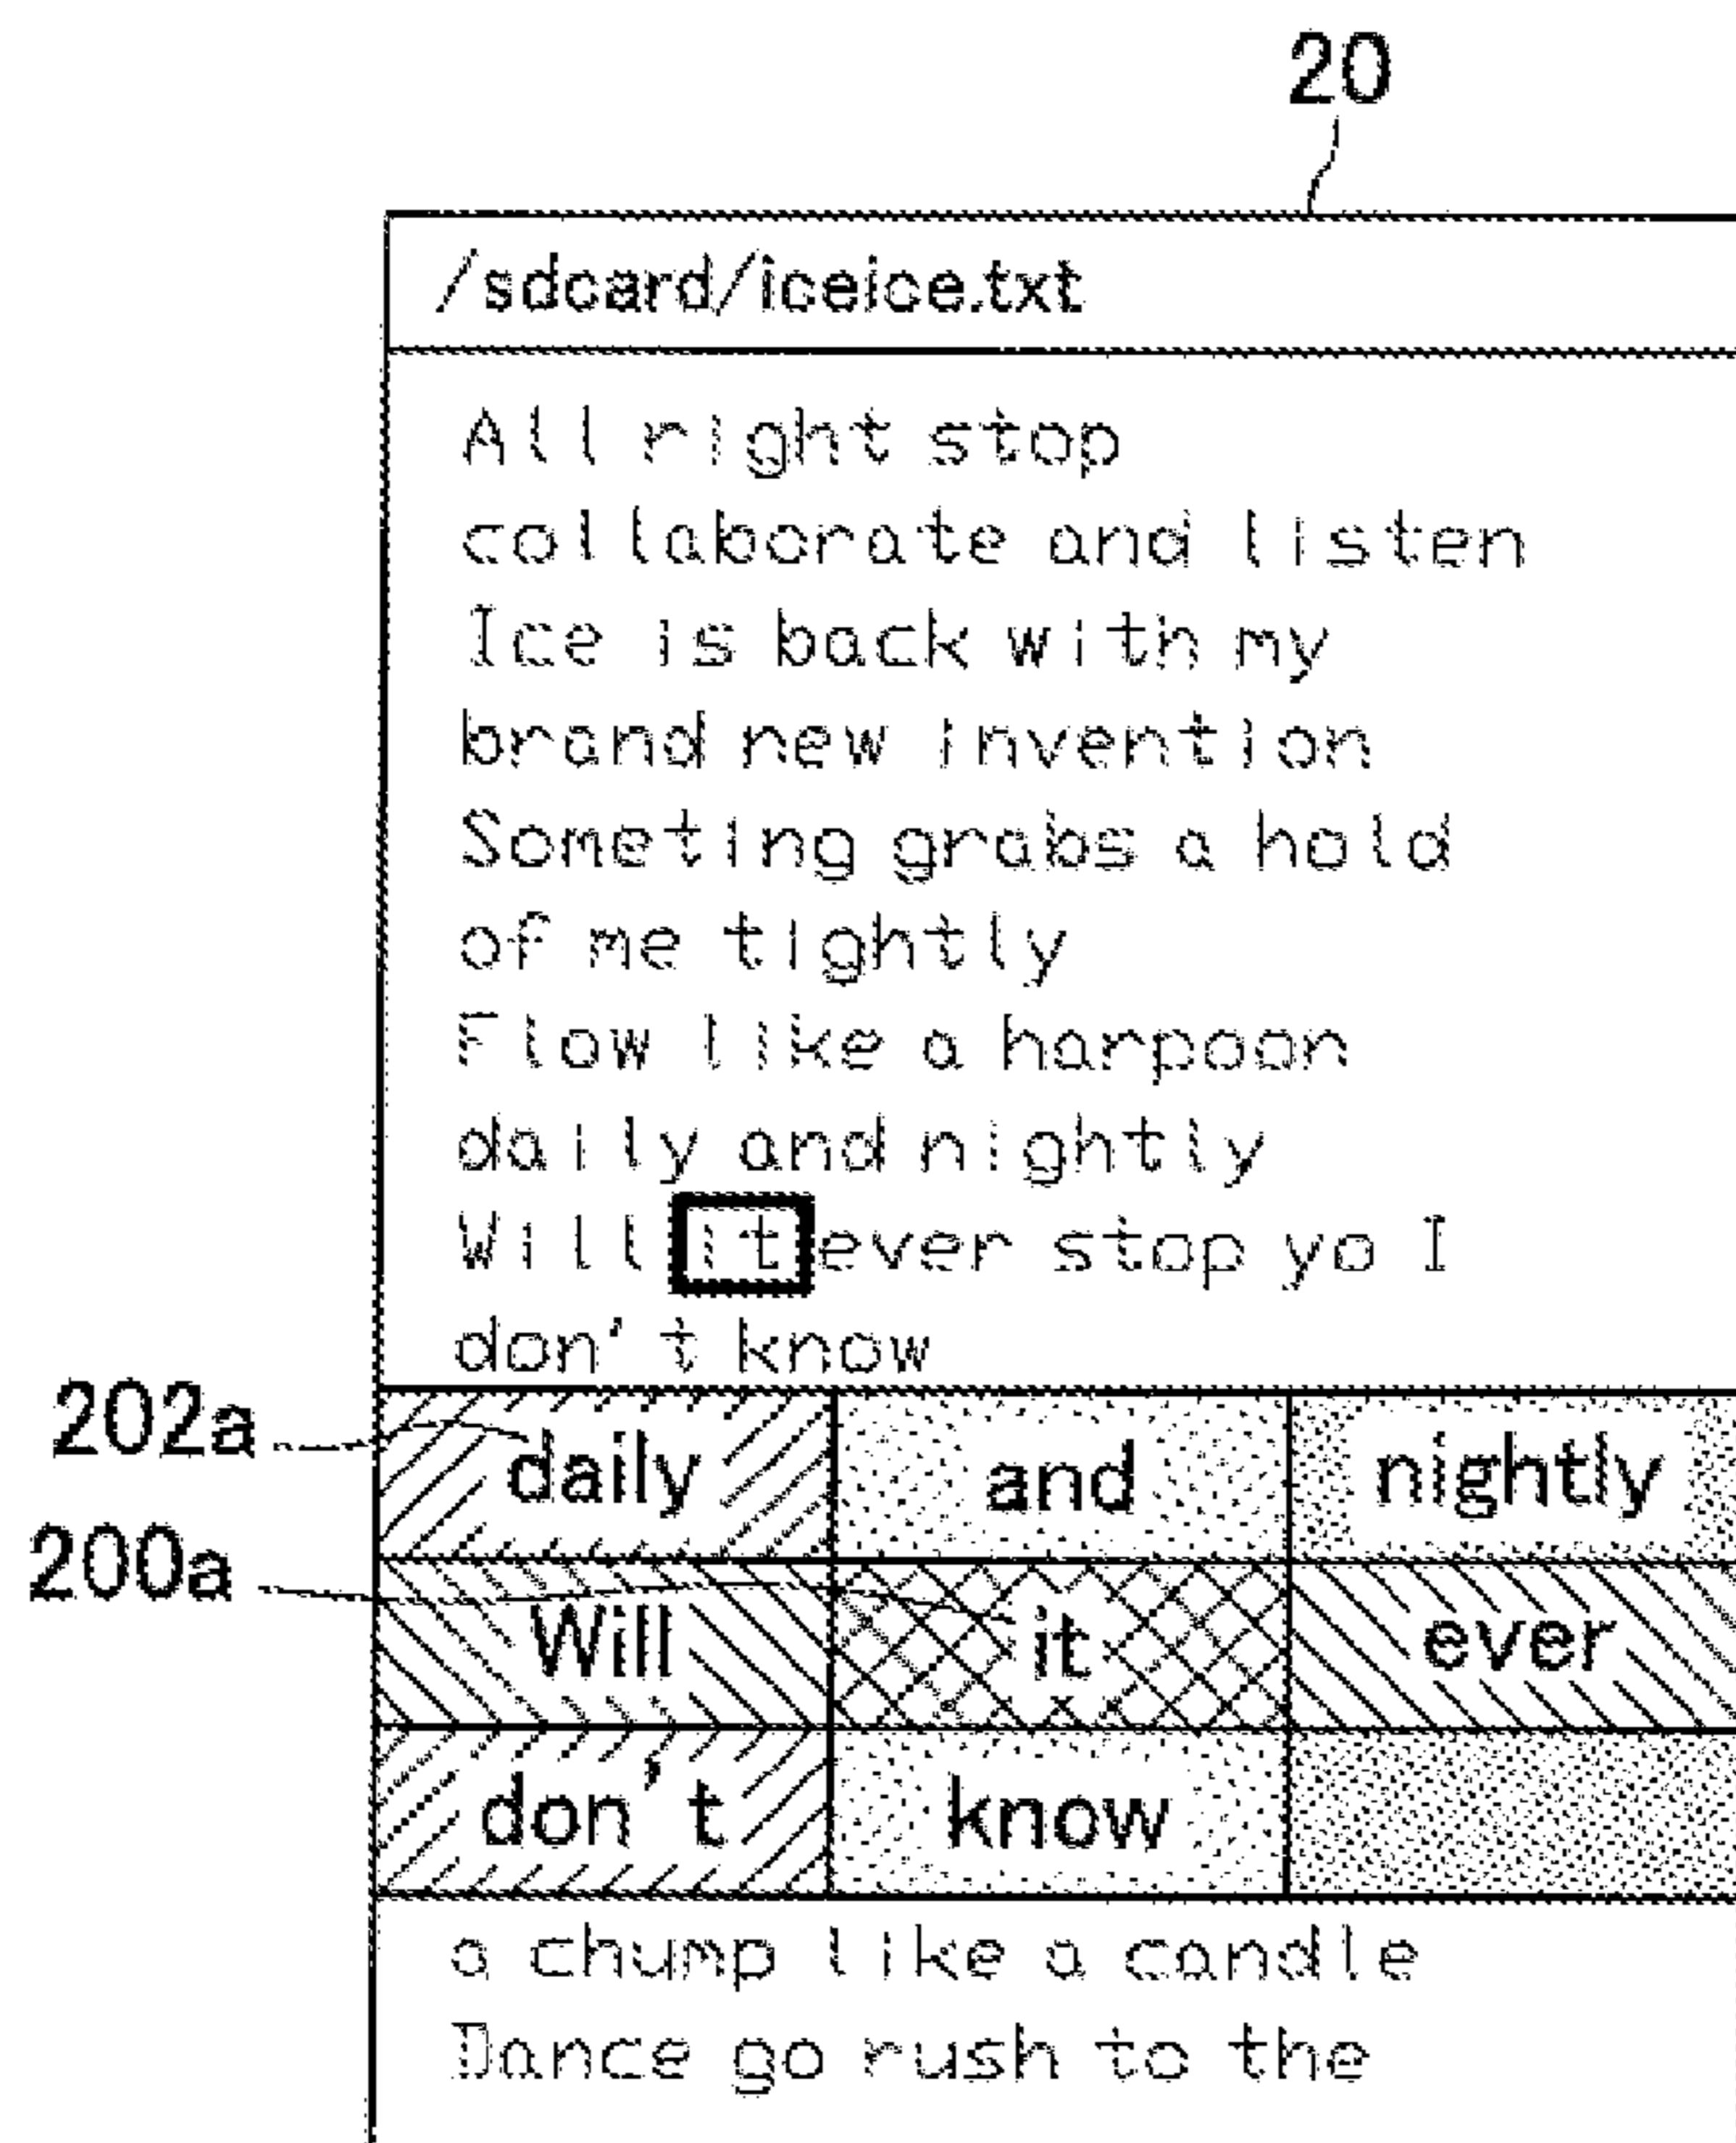 20
/sdcard/iceice.txt
All right stop
collaborate and listen
Ice is back with my
brand new invention
Someting grabs a hold
of me tightly
Flow like a harpoon
daily and nightly
Will it ever stop yo I
don't know
202a daily and nightly
200a Will it ever
don't know
a chump like a candle
Dance go rush to the